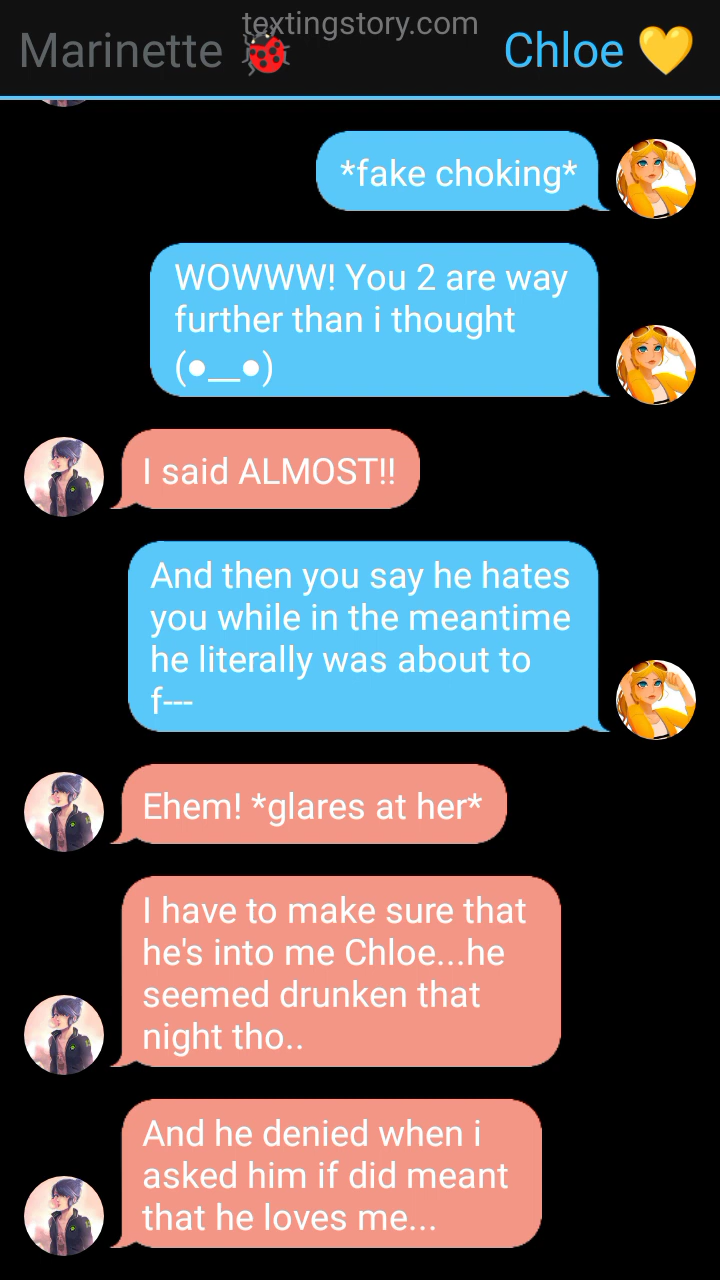 textingstory.com
Marinette 🐞 Chloe 💛
*fake choking*
WOWWW! You 2 are way
further than i thought
(●__●)
I said ALMOST!!
And then you say he hates
you while in the meantime
he literally was about to
f---
Ehem! *glares at her*
I have to make sure that
he's into me Chloe...he
seemed drunken that
night tho..
And he denied when i
asked him if did meant
that he loves me...